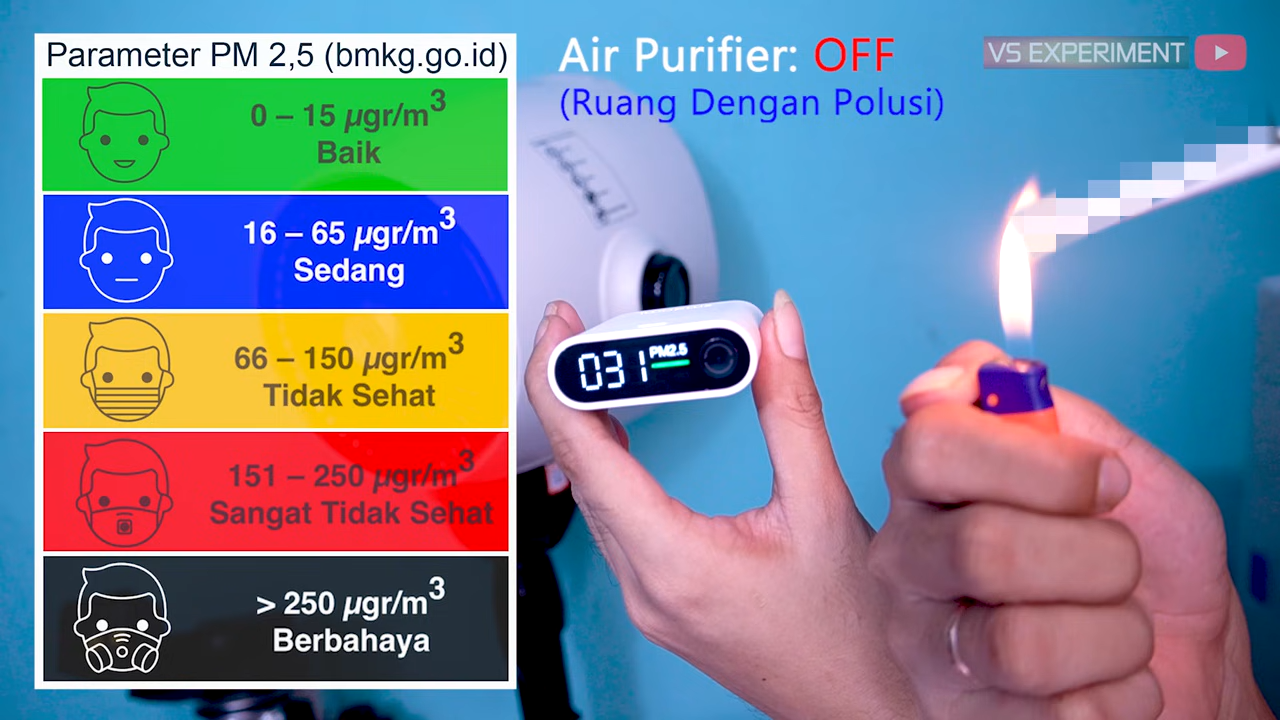 Parameter PM 2,5 (bmkg.go.id)
0 – 15 µgr/m³
Baik
16 – 65 µgr/m³
Sedang
66 – 150 µgr/m³
Tidak Sehat
151 – 250 µgr/m³
Sangat Tidak Sehat
> 250 µgr/m³
Berbahaya
Air Purifier: OFF
(Ruang Dengan Polusi)
VS EXPERIMENT
031 PM2.5